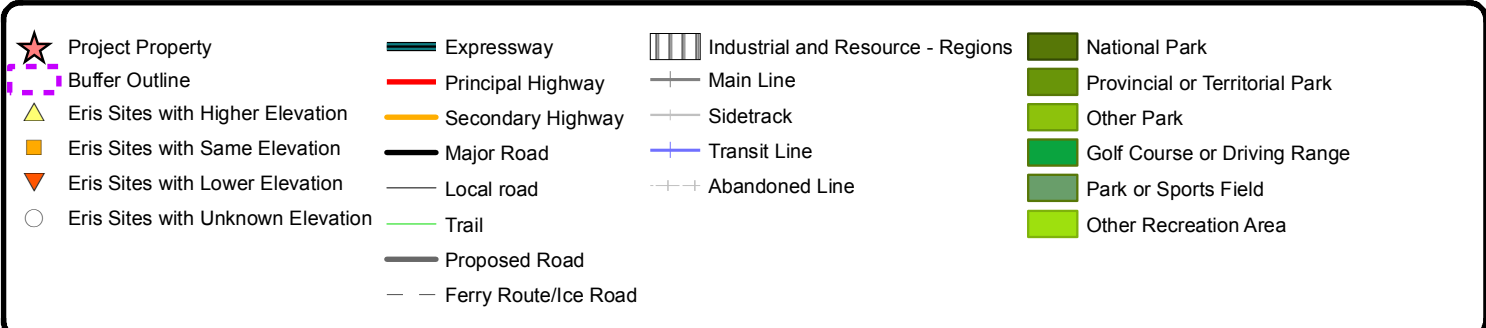 Project Property
Buffer Outline
Eris Sites with Higher Elevation
Eris Sites with Same Elevation
Eris Sites with Lower Elevation
Eris Sites with Unknown Elevation
Expressway
Principal Highway
Secondary Highway
Major Road
Local road
Trail
Proposed Road
Ferry Route/Ice Road
Industrial and Resource - Regions
Main Line
Sidetrack
Transit Line
Abandoned Line
National Park
Provincial or Territorial Park
Other Park
Golf Course or Driving Range
Park or Sports Field
Other Recreation Area